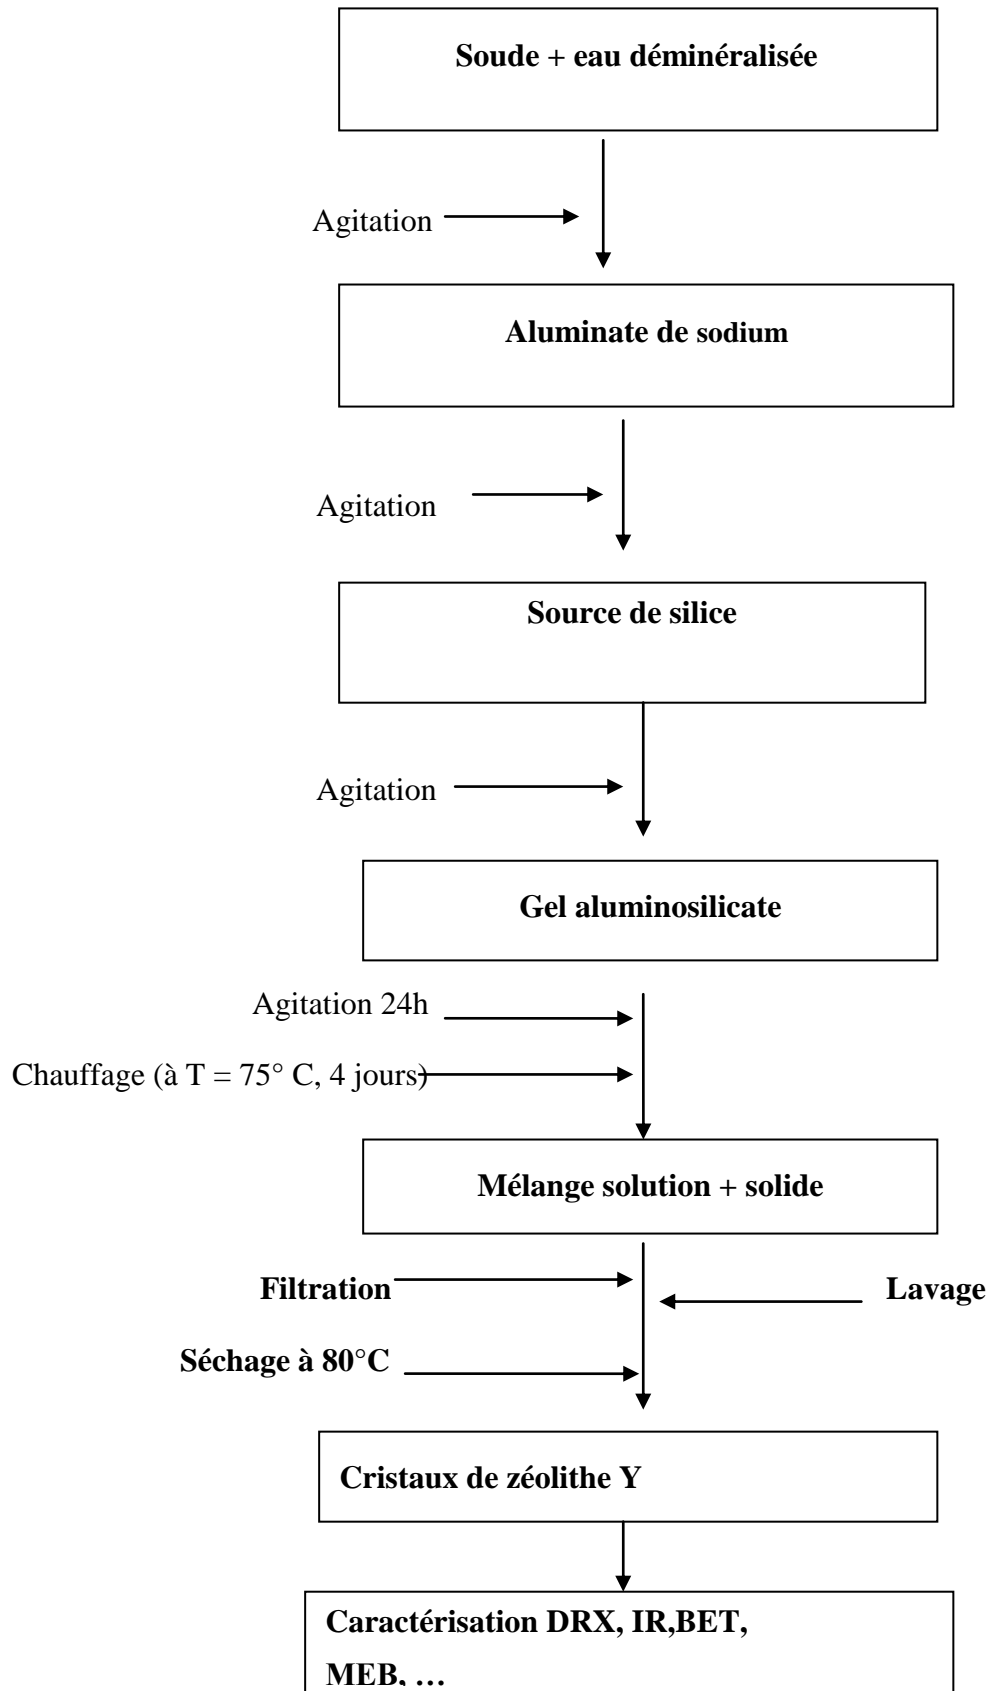 Soude + eau déminéralisée
Agitation
Aluminate de sodium
Agitation
Source de silice
Agitation
Gel aluminosilicate
Agitation 24h
Chauffage (à T = 75° C, 4 jours)
Mélange solution + solide
Filtration
Lavage
Séchage à 80°C
Cristaux de zéolithe Y
Caractérisation DRX, IR,BET,
MEB, …